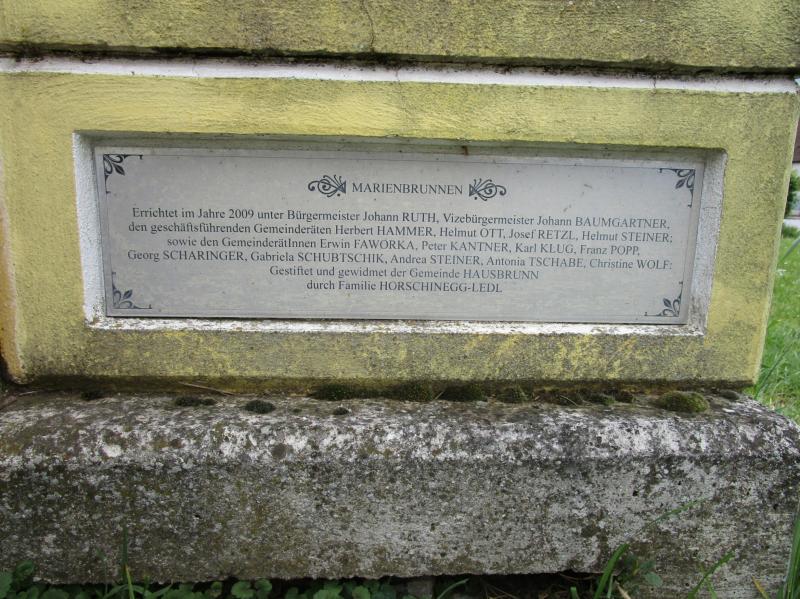 MARIENBRUNNEN
Errichtet im Jahre 2009 unter Bürgermeister Johann RUTH, Vizebürgermeister Johann BAUMGARTNER,
den geschäftsführenden Gemeinderäten Herbert HAMMER, Helmut OTT, Josef RETZL, Helmut STEINER;
sowie den GemeinderätInnen Erwin FAWORKA, Peter KANTNER, Karl KLUG, Franz POPP,
Georg SCHARINGER, Gabriela SCHUBTSCHIK, Andrea STEINER, Antonia TSCHABE, Christine WOLF:
Gestiftet und gewidmet der Gemeinde HAUSBRUNN
durch Familie HORSCHINEGG-LEDL